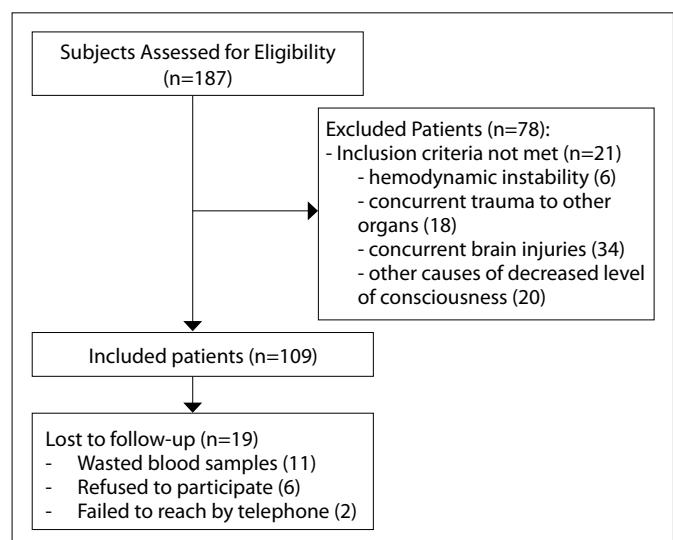 Subjects Assessed for Eligibility
(n=187)
Excluded Patients (n=78):
- Inclusion criteria not met (n=21)
- hemodynamic instability (6)
- concurrent trauma to other
organs (18)
- concurrent brain injuries (34)
- other causes of decreased level
of consciousness (20)
Included patients (n=109)
Lost to follow-up (n=19)
- Wasted blood samples (11)
- Refused to participate (6)
- Failed to reach by telephone (2)